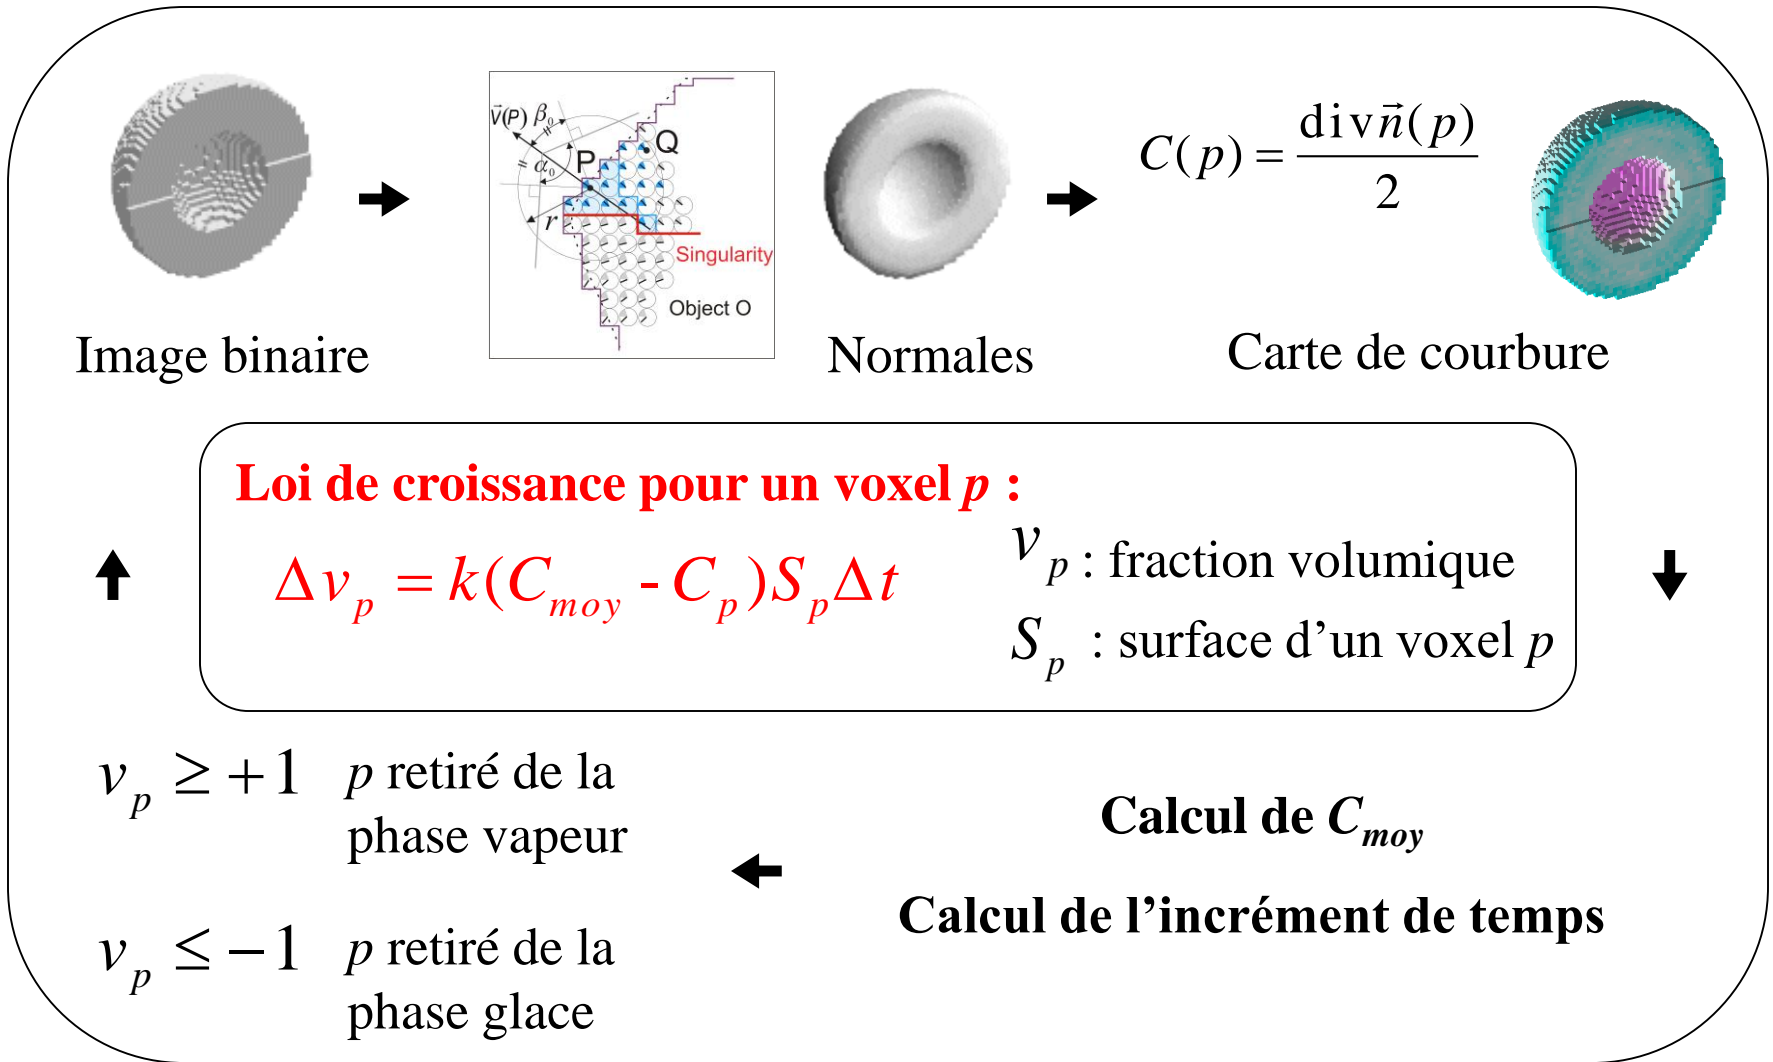 V⃗(P) β₀
P
Q
α₀
r
Singularity
Object O
C(p) = div n⃗(p) / 2
Image binaire
Normales
Carte de courbure
Loi de croissance pour un voxel p :
Δv_p = k(C_moy - C_p)S_pΔt
v_p : fraction volumique
S_p : surface d’un voxel p
v_p ≥ +1 p retiré de la
phase vapeur
Calcul de C_moy
Calcul de l’incrément de temps
v_p ≤ −1 p retiré de la
phase glace